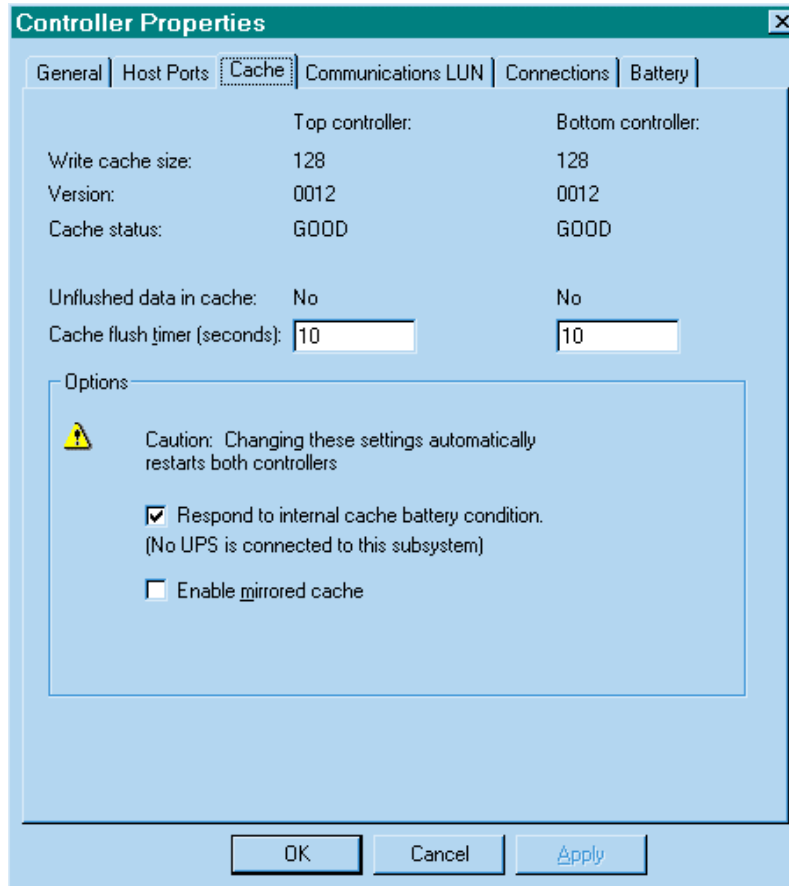 Controller Properties
General Host Ports Cache Communications LUN Connections Battery
Top controller: Bottom controller:
Write cache size: 128 128
Version: 0012 0012
Cache status: GOOD GOOD
Unflushed data in cache: No No
Cache flush timer (seconds): 10 10
Options
Caution: Changing these settings automatically
restarts both controllers
Respond to internal cache battery condition.
(No UPS is connected to this subsystem)
Enable mirrored cache
OK Cancel Apply